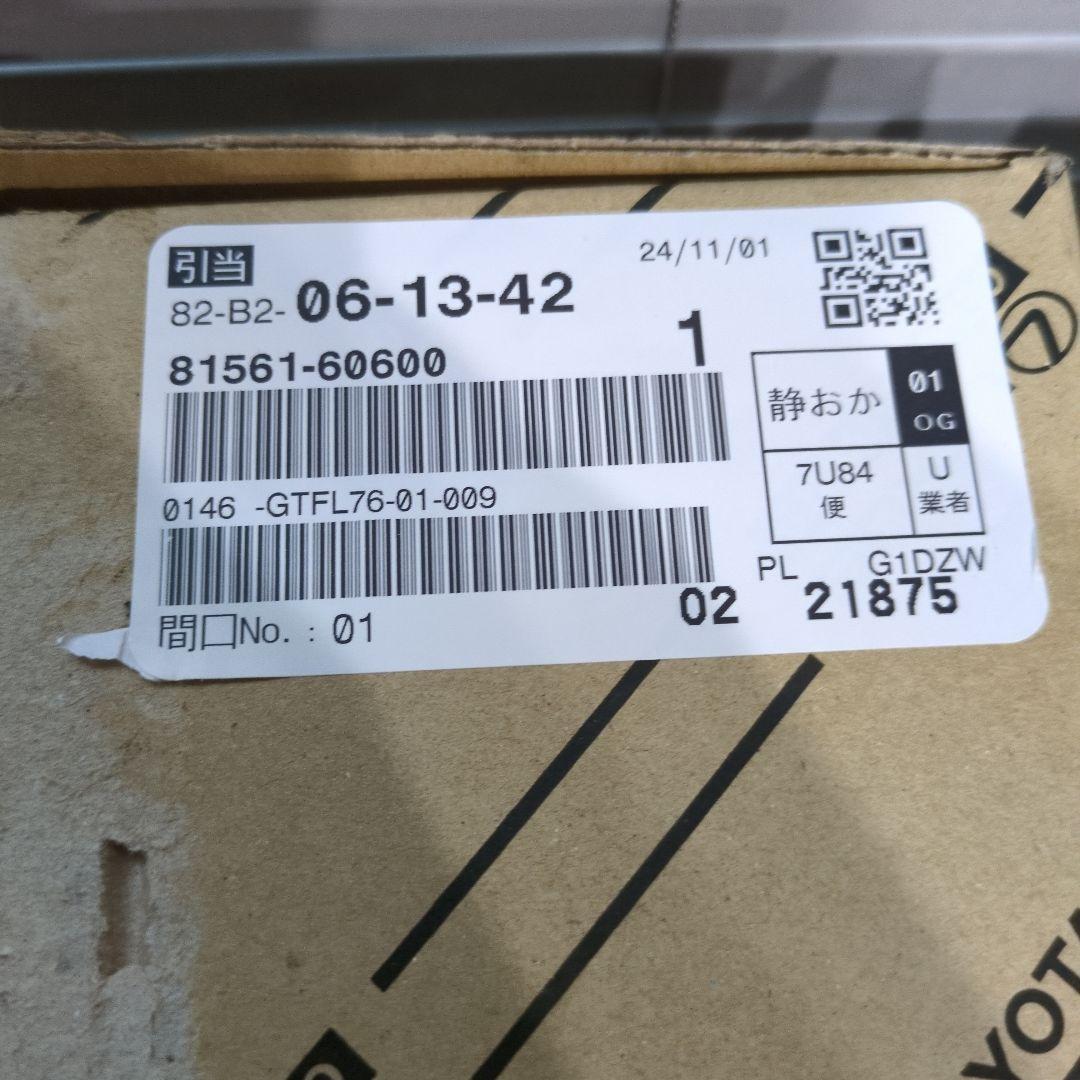 引当
24/11/01
82-B2-06-13-42
81561-60600
1
静おか
01
OG
0146 -GTFL76-01-009
7U84
便
U
業者
PL G1DZW
02 21875
間口No. : 01
YOTA